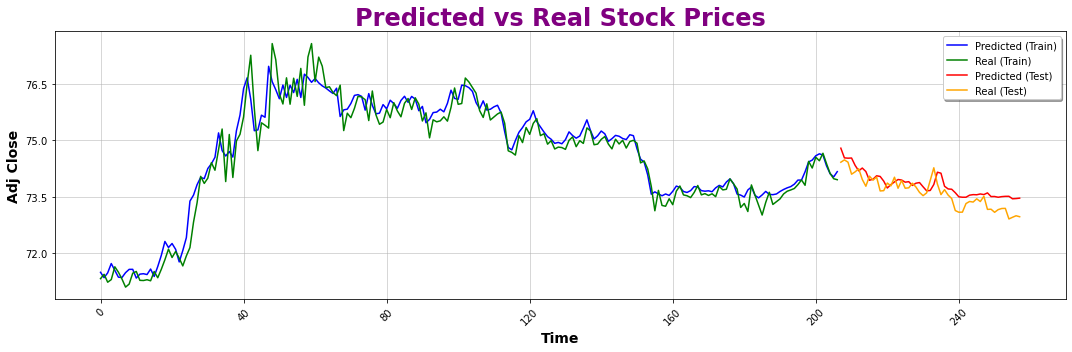 Predicted vs Real Stock Prices
Predicted (Train)
Real (Train)
Predicted (Test)
Real (Test)
Adj Close
76.5
75.0
73.5
72.0
0
40
80
120
160
200
240
Time